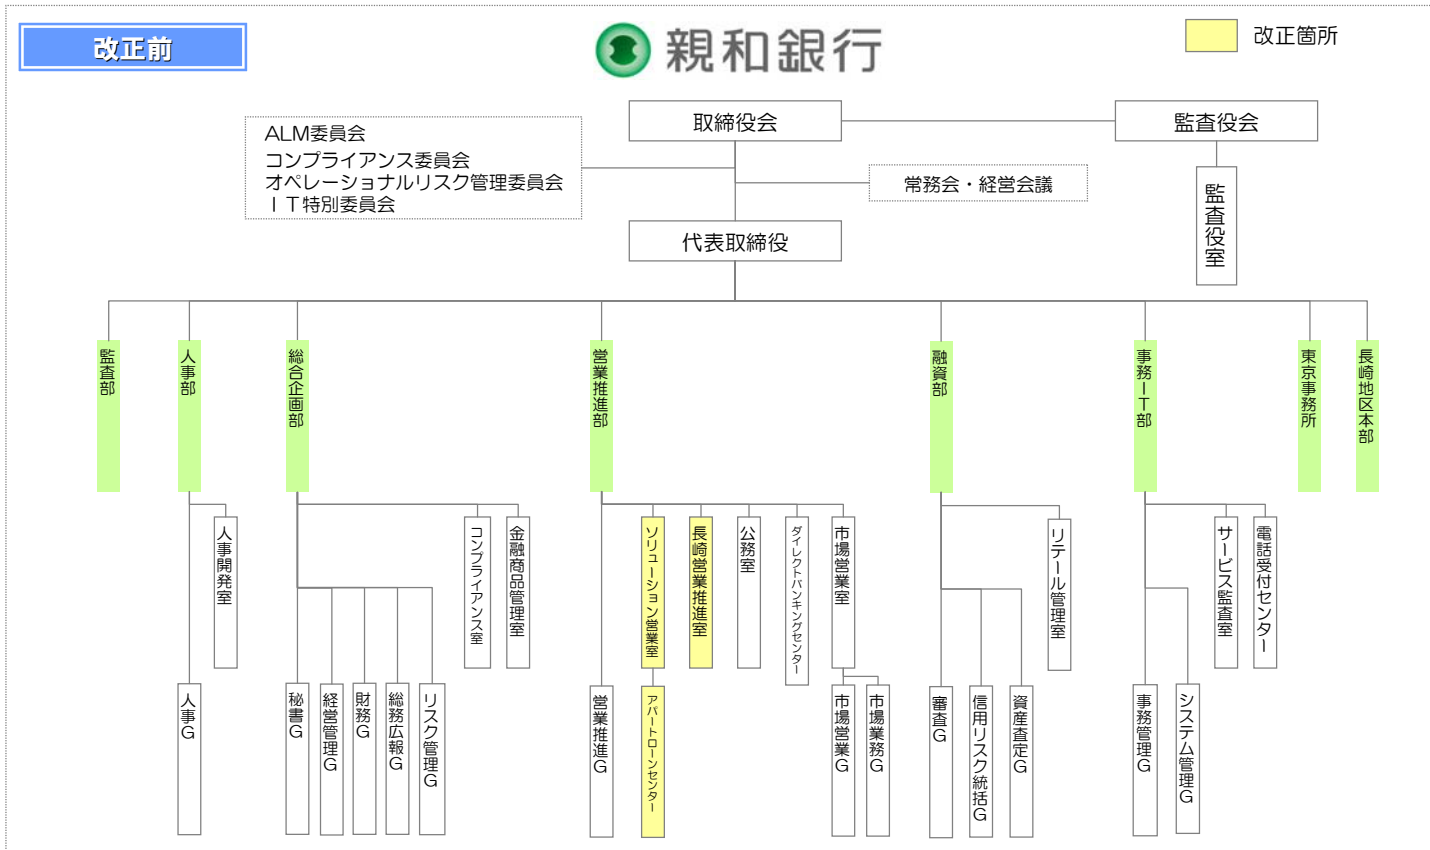 改正前
親和銀行
改正箇所
取締役会
監査役会
ALM委員会
コンプライアンス委員会
オペレーショナルリスク管理委員会
IT特別委員会
常務会・経営会議
監査役室
代表取締役
監査部
人事部
総合企画部
営業推進部
融資部
事務IT部
東京事務所
長崎地区本部
人事開発室
コンプライアンス室
金融商品管理室
ソリューション営業室
長崎営業推進室
公務室
ダイレクトバンキングセンター
市場営業室
リテール管理室
サービス監査室
電話受付センター
人事G
秘書G
経営管理G
財務G
総務広報G
リスク管理G
営業推進G
アパートローンセンター
市場営業G
市場業務G
審査G
信用リスク統括G
資産査定G
事務管理G
システム管理G